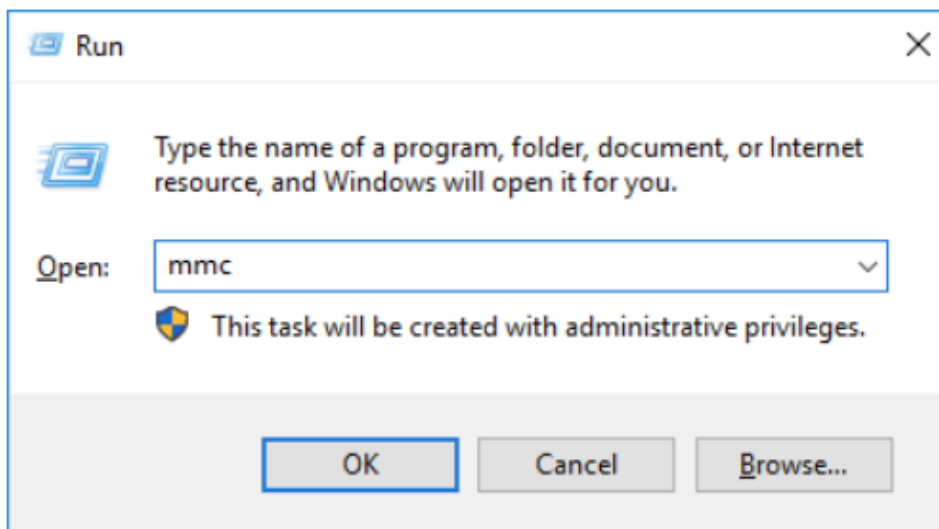 Run
Type the name of a program, folder, document, or Internet
resource, and Windows will open it for you.
Open: mmc
This task will be created with administrative privileges.
OK Cancel Browse...